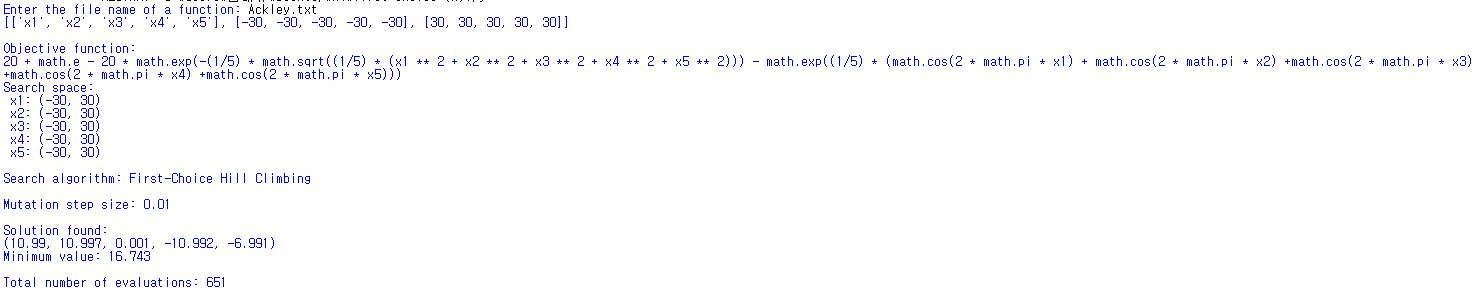 Enter the file name of a function: Ackley.txt
[['x1', 'x2', 'x3', 'x4', 'x5'], [-30, -30, -30, -30, -30], [30, 30, 30, 30, 30]]
Objective function:
20 + math.e - 20 * math.exp(-(1/5) * math.sqrt((1/5) * (x1 ** 2 + x2 ** 2 + x3 ** 2 + x4 ** 2 + x5 ** 2))) - math.exp((1/5) * (math.cos(2 * math.pi * x1) + math.cos(2 * math.pi * x2) +math.cos(2 * math.pi * x3)
+math.cos(2 * math.pi * x4) +math.cos(2 * math.pi * x5)))
Search space:
x1: (-30, 30)
x2: (-30, 30)
x3: (-30, 30)
x4: (-30, 30)
x5: (-30, 30)
Search algorithm: First-Choice Hill Climbing
Mutation step size: 0.01
Solution found:
(10.99, 10.997, 0.001, -10.992, -6.991)
Minimum value: 16.743
Total number of evaluations: 651